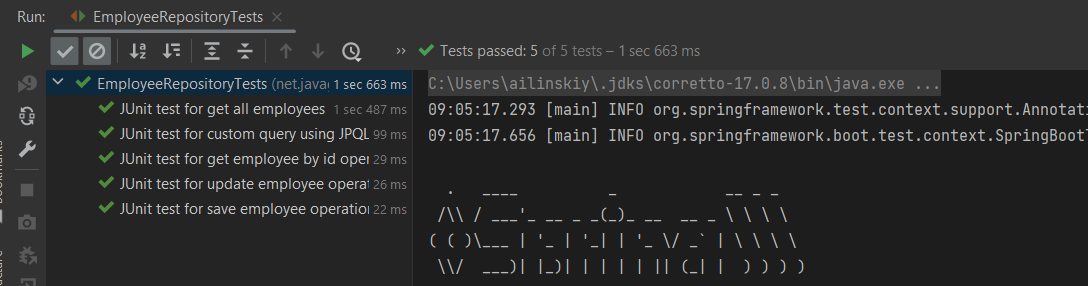 Run: EmployeeRepositoryTests
Tests passed: 5 of 5 tests – 1 sec 663 ms
EmployeeRepositoryTests (net.javag 1 sec 663 ms
JUnit test for get all employees 1 sec 487 ms
JUnit test for custom query using JPQL 99 ms
JUnit test for get employee by id oper 29 ms
JUnit test for update employee operat 26 ms
JUnit test for save employee operation 22 ms
C:\Users\ailinskiy\.jdks\corretto-17.0.8\bin\java.exe ...
09:05:17.293 [main] INFO org.springframework.test.context.support.Annotat
09:05:17.656 [main] INFO org.springframework.boot.test.context.SpringBootT
  .   ____          _            __ _ _
 /\\ / ___'_ __ _ _(_)_ __  __ _ \ \ \ \
( ( )\___ | '_ | '_| | '_ \/ _` | \ \ \ \
 \\/  ___)| |_)| | | | | || (_| |  ) ) ) )